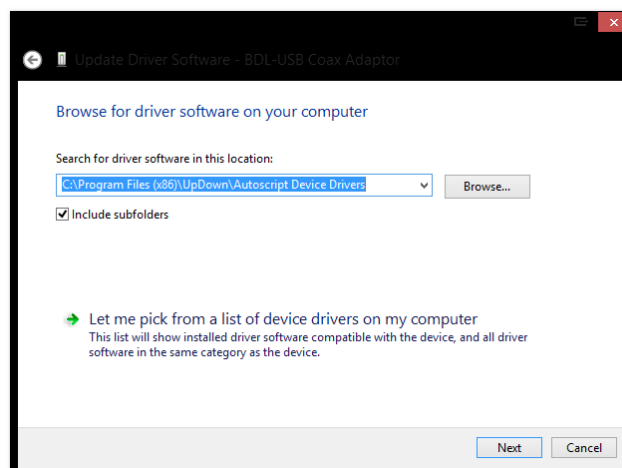 Update Driver Software - BDL-USB Coax Adaptor
Browse for driver software on your computer
Search for driver software in this location:
C:\Program Files (x86)\UpDown\Autoscript Device Drivers
Browse...
Include subfolders
Let me pick from a list of device drivers on my computer
This list will show installed driver software compatible with the device, and all driver
software in the same category as the device.
Next
Cancel